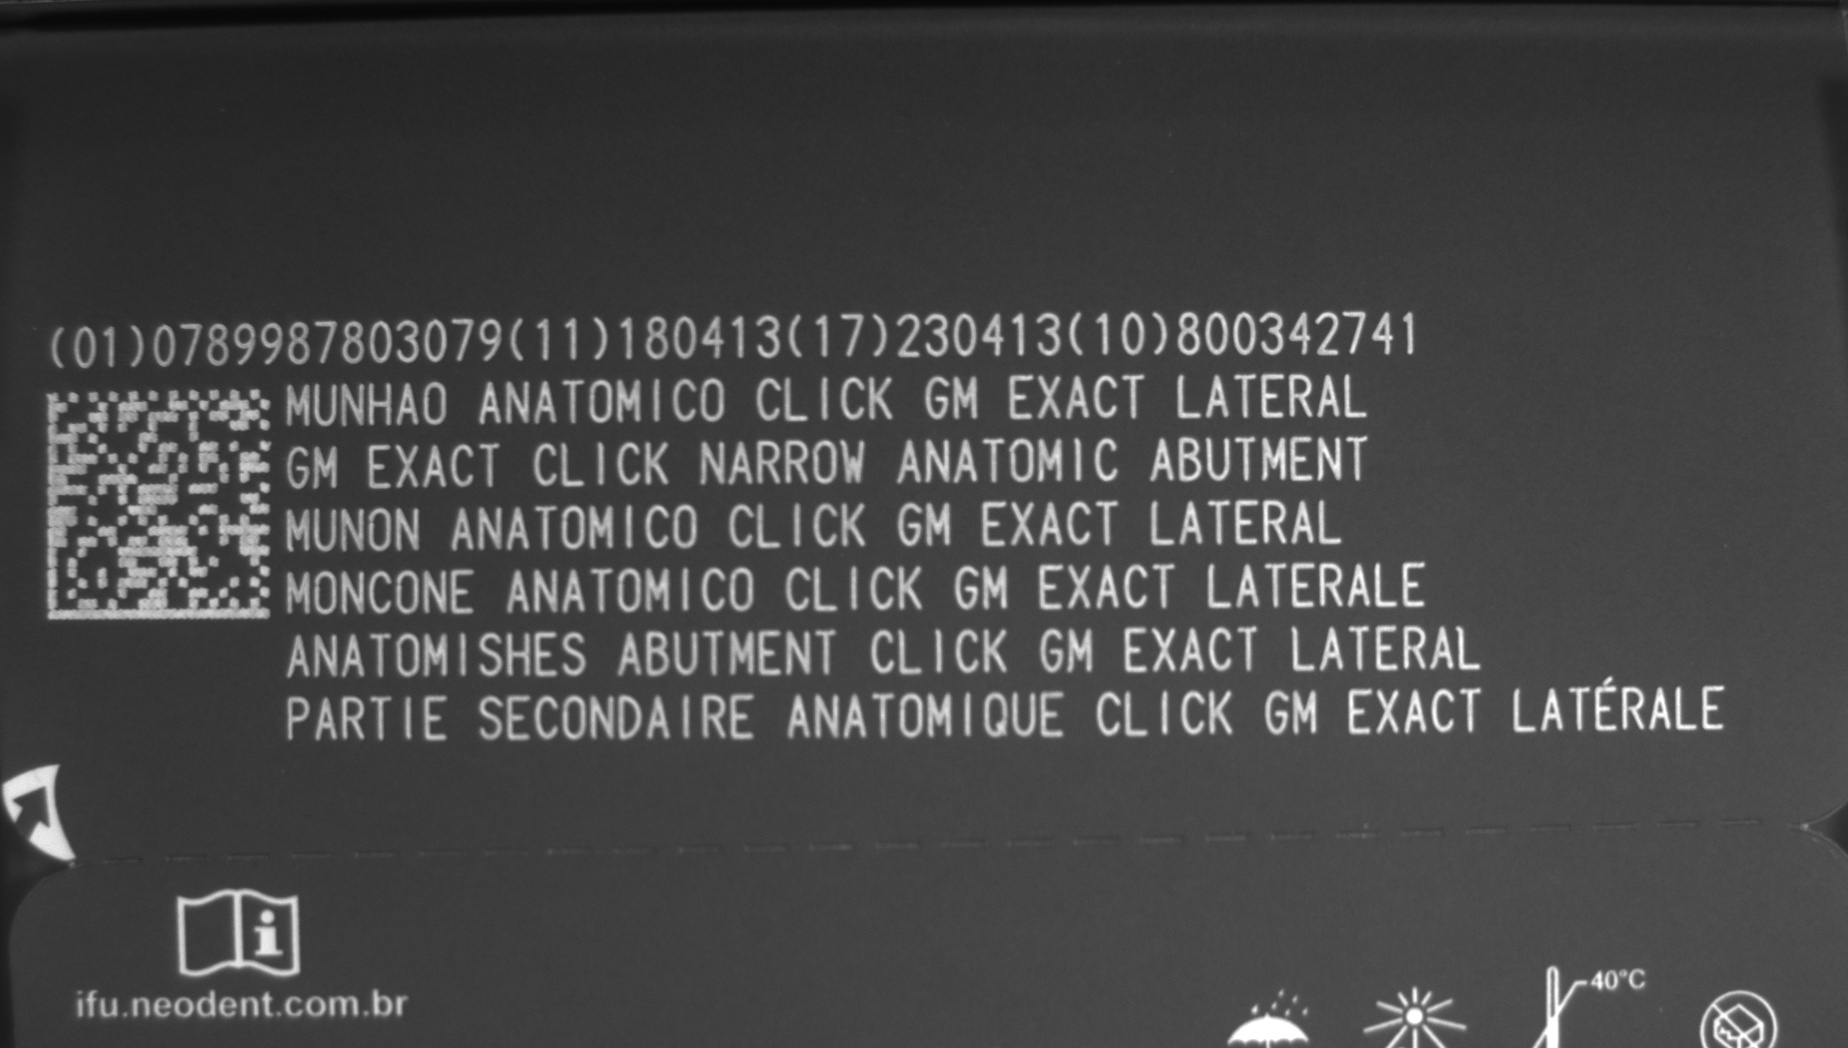 (01)0789987803079(11)180413(17)230413(10)800342741
MUNHAO ANATOMICO CLICK GM EXACT LATERAL
GM EXACT CLICK NARROW ANATOMIC ABUTMENT
MUNON ANATOMICO CLICK GM EXACT LATERAL
MONCONE ANATOMICO CLICK GM EXACT LATERALE
ANATOMISHES ABUTMENT CLICK GM EXACT LATERAL
PARTIE SECONDAIRE ANATOMIQUE CLICK GM EXACT LATÉRALE
ifu.neodent.com.br
40°C